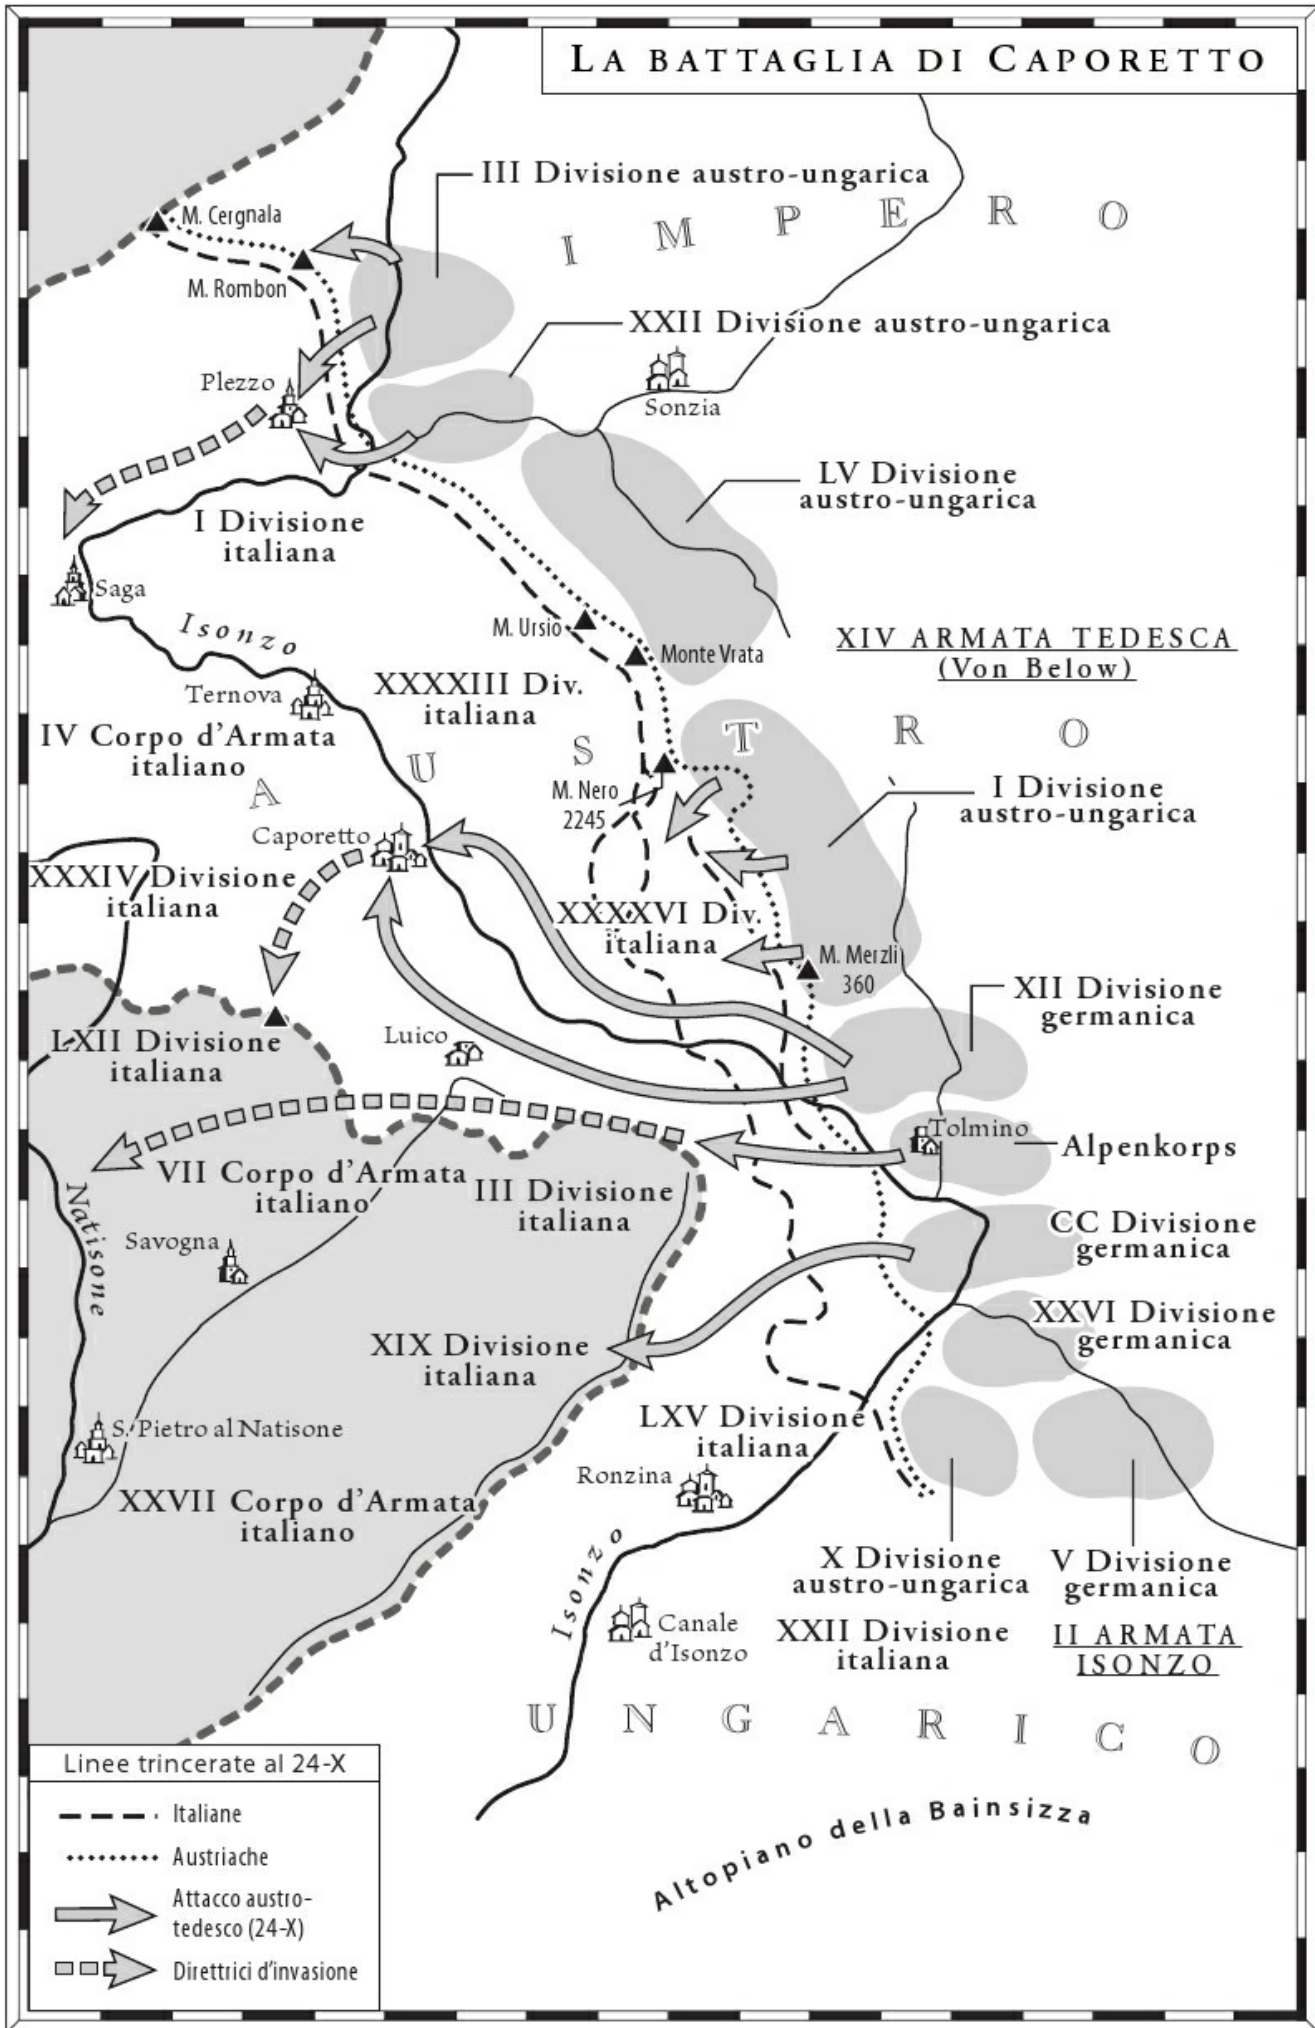 LA BATTAGLIA DI CAPORETTO
III Divisione austro-ungarica
M. Cergnala
I M P E R O
M. Rombon
XXII Divisione austro-ungarica
Plezzo
Sonzia
LV Divisione
austro-ungarica
I Divisione
italiana
Saga
Isonzo
M. Ursio
Monte Vrata
XIV ARMATA TEDESCA
(Von Below)
Ternova
XXXXIII Div.
italiana
IV Corpo d'Armata
italiano
A U S T R O
M. Nero
2245
I Divisione
austro-ungarica
Caporetto
XXXIV Divisione
italiana
XXXXVI Div.
italiana
M. Merzli
360
XII Divisione
germanica
LXII Divisione
italiana
Luico
Tolmino
Alpenkorps
VII Corpo d'Armata
italiano
III Divisione
italiana
Natisone
CC Divisione
germanica
Savogna
XXVI Divisione
germanica
XIX Divisione
italiana
LXV Divisione
italiana
S. Pietro al Natisone
Ronzina
XXVII Corpo d'Armata
italiano
Isonzo
X Divisione
austro-ungarica
V Divisione
germanica
Canale
d'Isonzo
XXII Divisione
italiana
II ARMATA
ISONZO
U N G A R I C O
Altopiano della Bainsizza
Linee trincerate al 24-X
Italiane
Austriache
Attacco austro-
tedesco (24-X)
Direttrici d'invasione